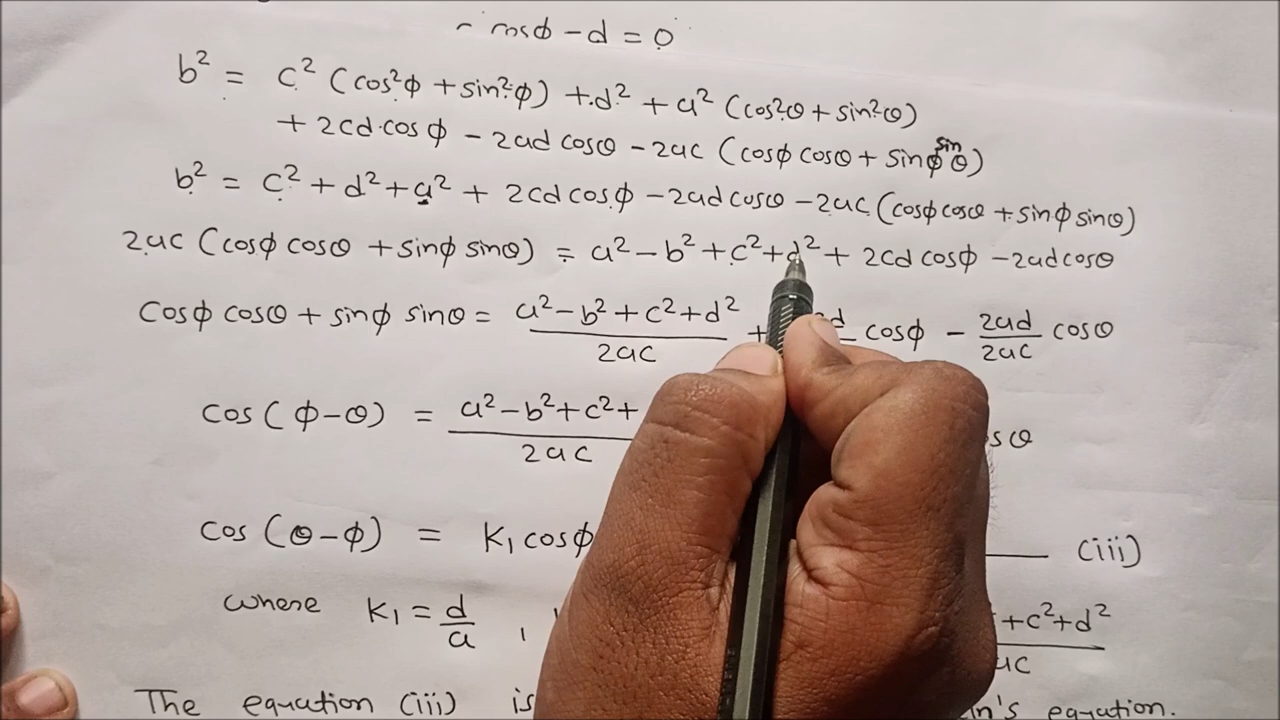 cosϕ - d = 0
b² = c² (cos²ϕ + sin²ϕ) + d² + a² (cos²θ + sin²θ)
+ 2cd cosϕ - 2ad cosθ - 2ac (cosϕ cosθ + sinϕ sinθ)
b² = c² + d² + a² + 2cd cosϕ - 2ad cosθ - 2ac (cosϕ cosθ + sinϕ sinθ)
2ac (cosϕ cosθ + sinϕ sinθ) = a² - b² + c² + d² + 2cd cosϕ - 2ad cosθ
Cosϕ cosθ + sinϕ sinθ = a² - b² + c² + d² / 2ac + cosϕ - 2ad / 2ac cosθ
cos (ϕ-θ) = a² - b² + c² + / 2ac
cos (θ-ϕ) = K₁ cosϕ (iii)
where K₁ = d / a , + c² + d²
The equation (iii) is equation.